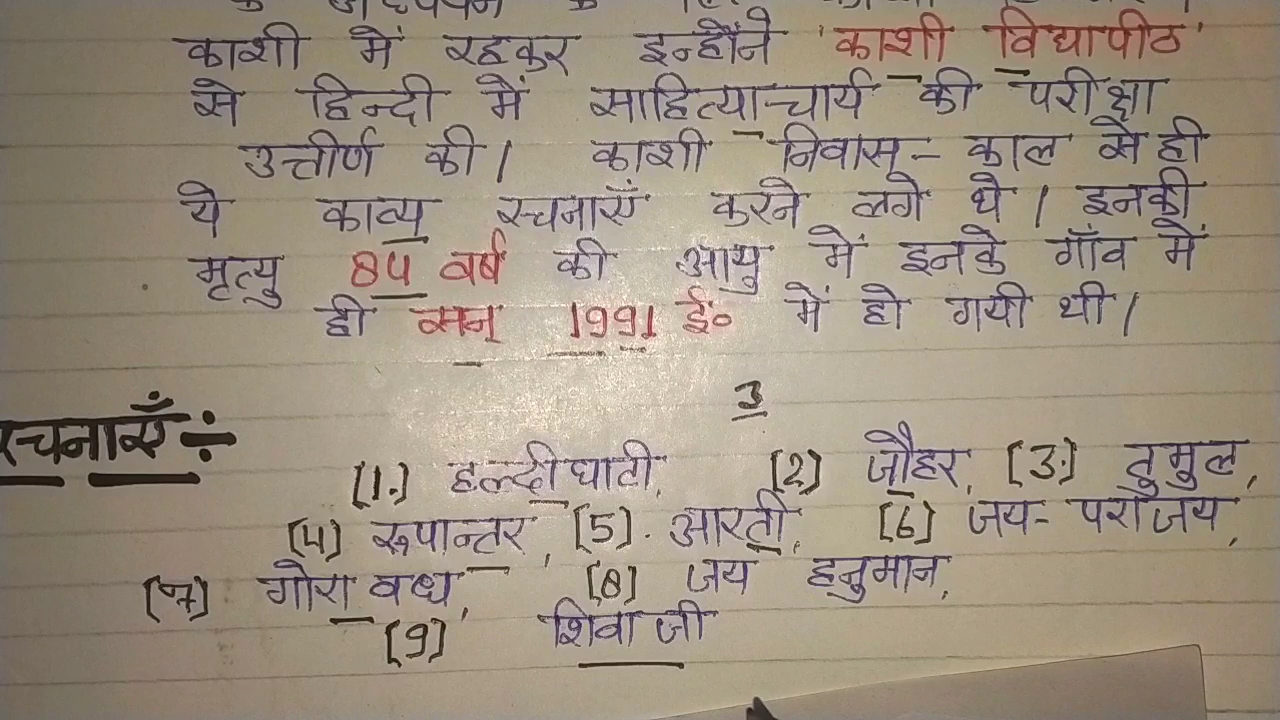 काशी में रहकर इन्होंने 'काशी विद्यापीठ'
से हिन्दी में साहित्याचार्य की परीक्षा
उत्तीर्ण की। काशी निवास-काल से ही
ये काव्य रचनाएँ करने लगे थे। इनकी
मृत्यु 84 वर्ष की आयु में इनके गाँव में
ही सन् 1991 ई० में हो गयी थी।
3
रचनाएँ ÷
(1.) हल्दीघाटी, (2) जौहर, (3.) तुमुल,
(4) रूपान्तर, (5). आरती, (6) जय-पराजय,
(7) गोरा वध, (8) जय हनुमान,
(9) शिवाजी